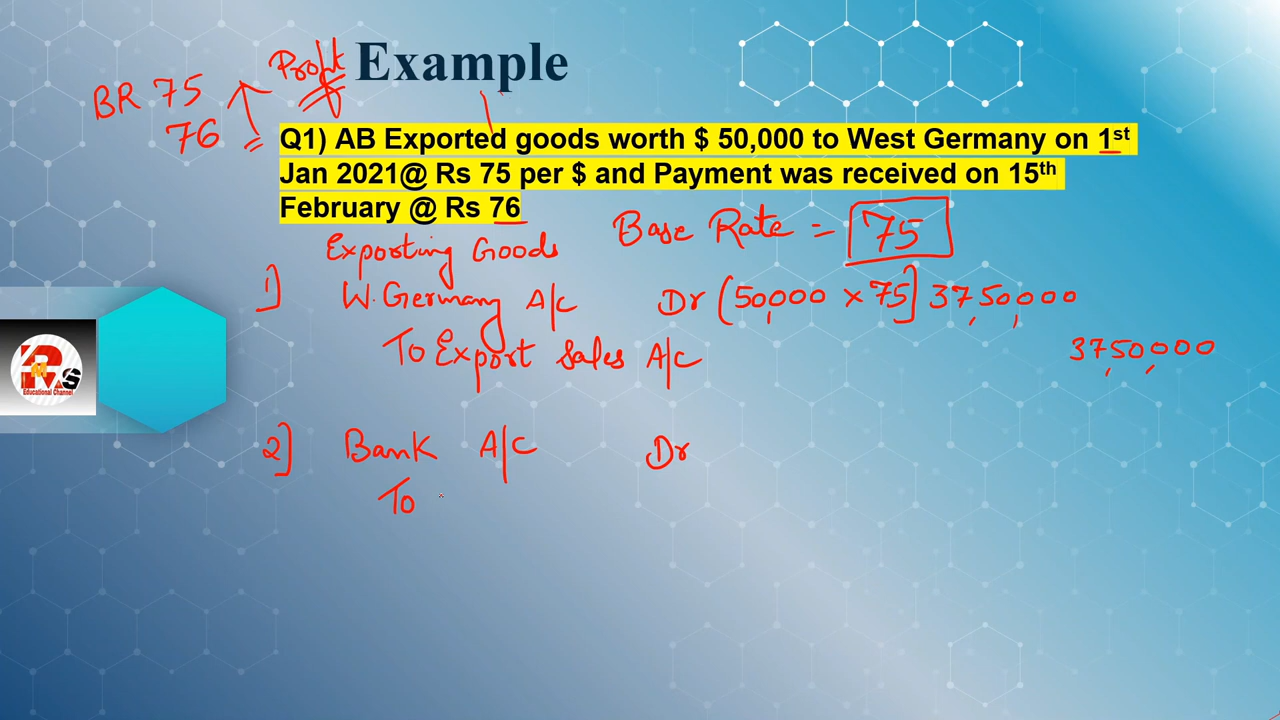 Example
BR 75
76
Profit
Q1) AB Exported goods worth $ 50,000 to West Germany on 1st
Jan 2021@ Rs 75 per $ and Payment was received on 15th
February @ Rs 76
Base Rate = 75
Exporting Goods
1] W. Germany A/C Dr (50,000 x 75] 37,50,000
To Export Sales A/C 37,50,000
2] Bank A/C Dr
To
Educational Channel